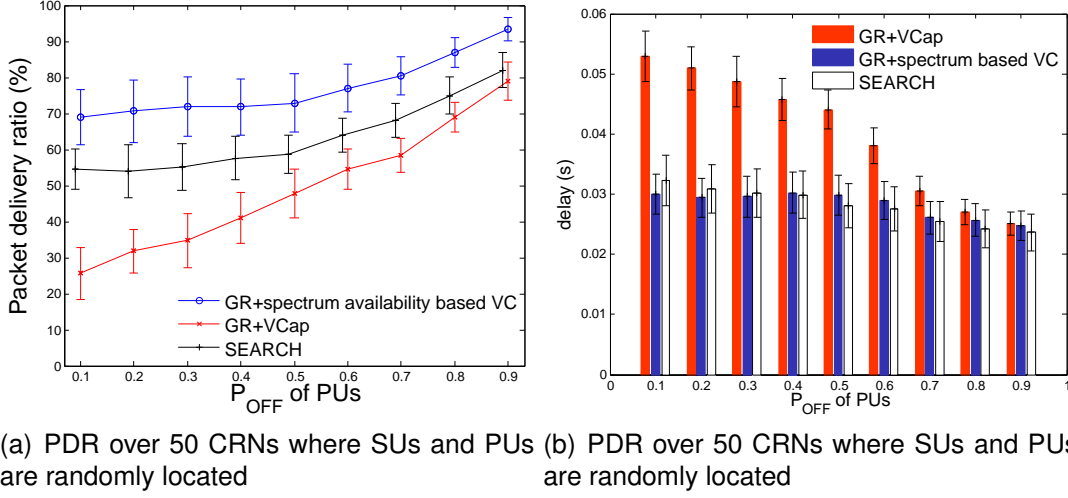 Packet delivery ratio (%)
100
90
80
70
60
50
40
30
20
10
0
GR+spectrum availability based VC
GR+VCap
SEARCH
0.1 0.2 0.3 0.4 0.5 0.6 0.7 0.8 0.9
P_OFF of PUs
(a) PDR over 50 CRNs where SUs and PUs
are randomly located
delay (s)
0.06
0.05
0.04
0.03
0.02
0.01
0
GR+VCap
GR+spectrum based VC
SEARCH
0 0.1 0.2 0.3 0.4 0.5 0.6 0.7 0.8 0.9 1
P_OFF of PUs
(b) PDR over 50 CRNs where SUs and PUs
are randomly located